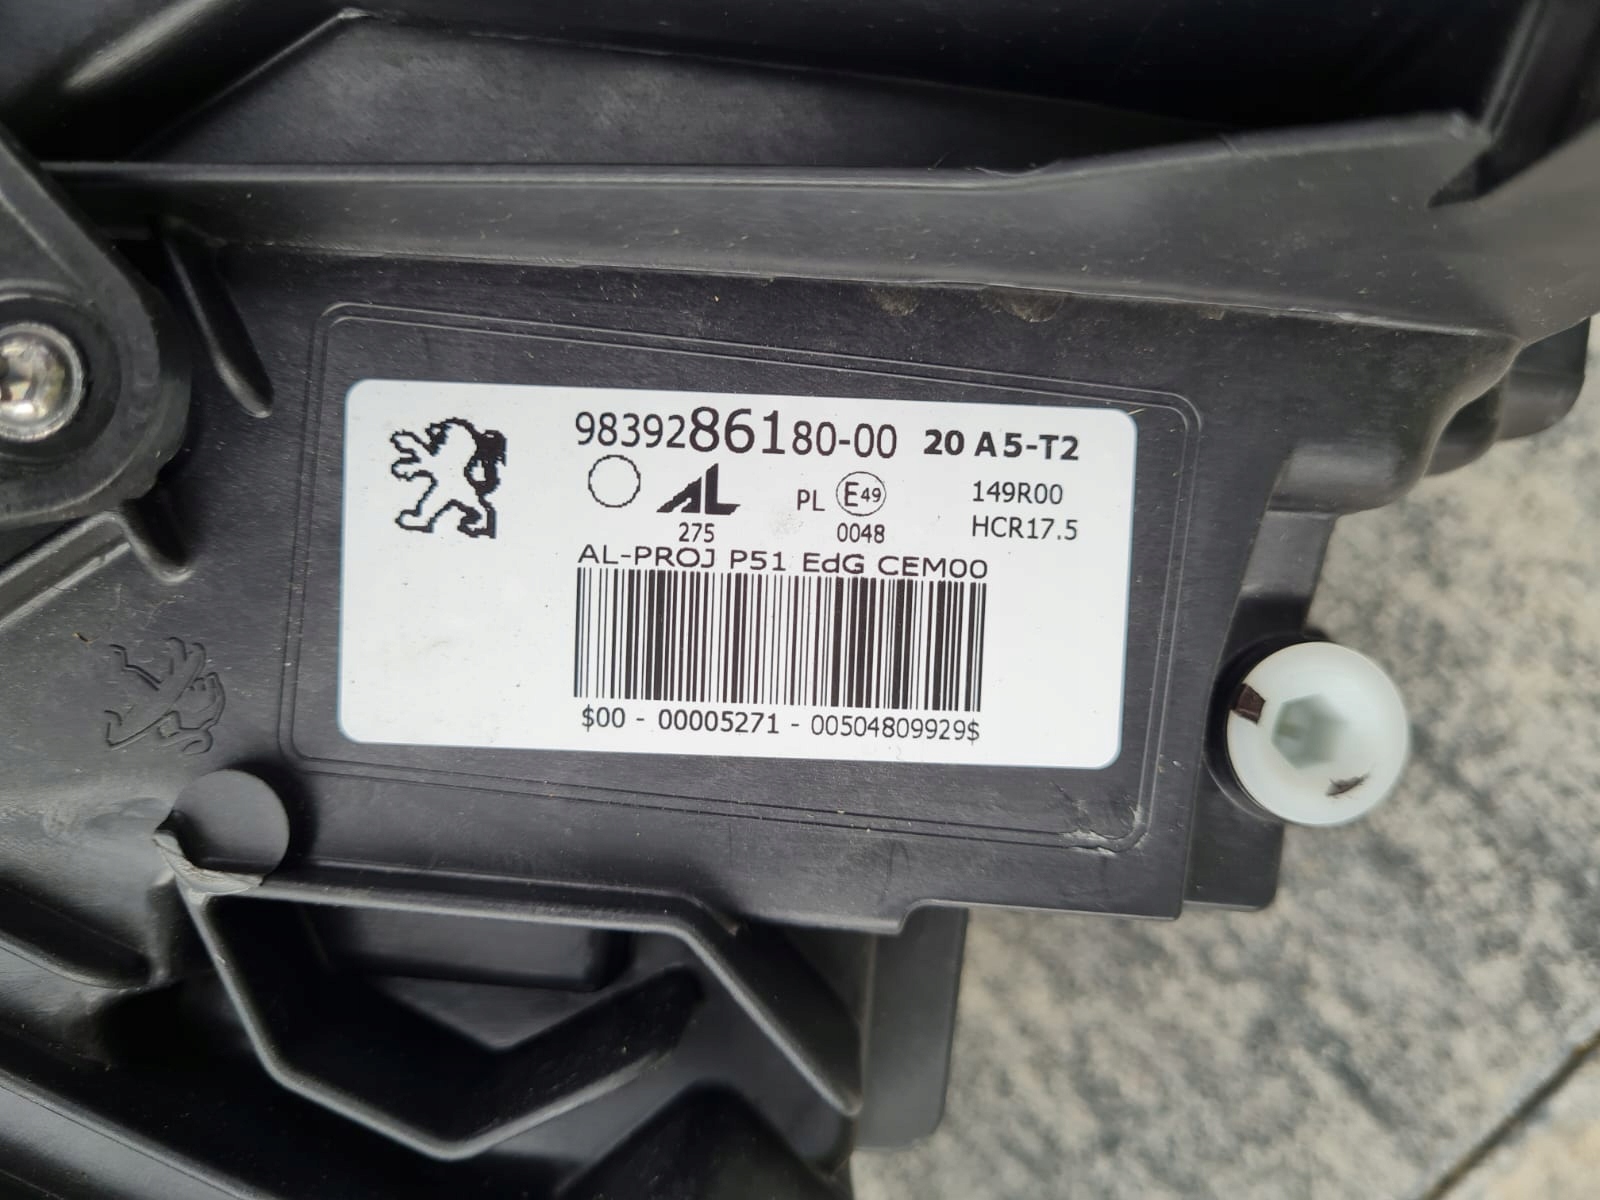 9839286180-00 20 A5-T2
AL PL E49 149R00
275 0048 HCR17.5
AL-PROJ P51 EdG CEM00
$00 - 00005271 - 00504809929$